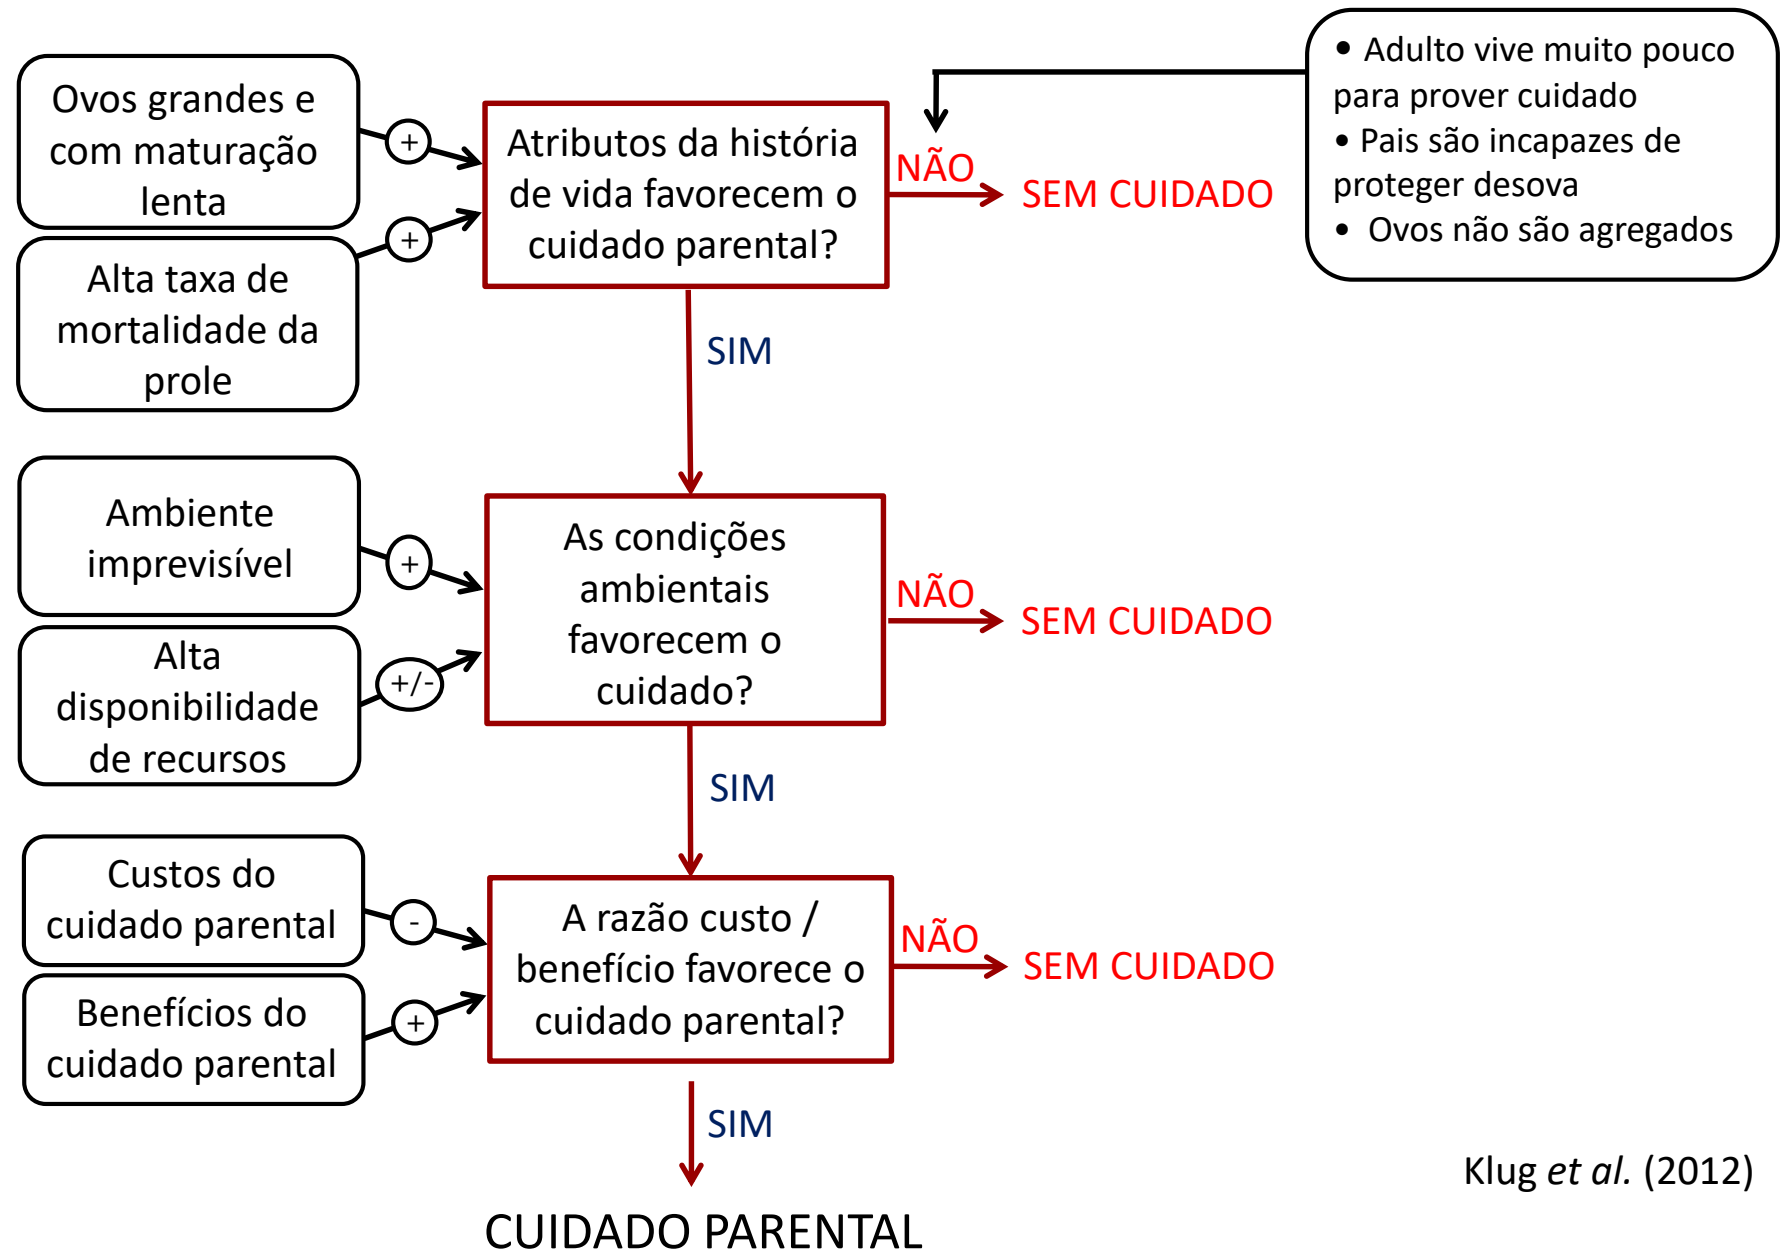 Ovos grandes e
com maturação
lenta
+
Alta taxa de
mortalidade da
prole
+
Atributos da história
de vida favorecem o
cuidado parental?
NÃO
SEM CUIDADO
• Adulto vive muito pouco
para prover cuidado
• Pais são incapazes de
proteger desova
• Ovos não são agregados
SIM
Ambiente
imprevisível
+
Alta
disponibilidade
de recursos
+/-
As condições
ambientais
favorecem o
cuidado?
NÃO
SEM CUIDADO
SIM
Custos do
cuidado parental
-
Benefícios do
cuidado parental
+
A razão custo /
benefício favorece o
cuidado parental?
NÃO
SEM CUIDADO
SIM
CUIDADO PARENTAL
Klug et al. (2012)